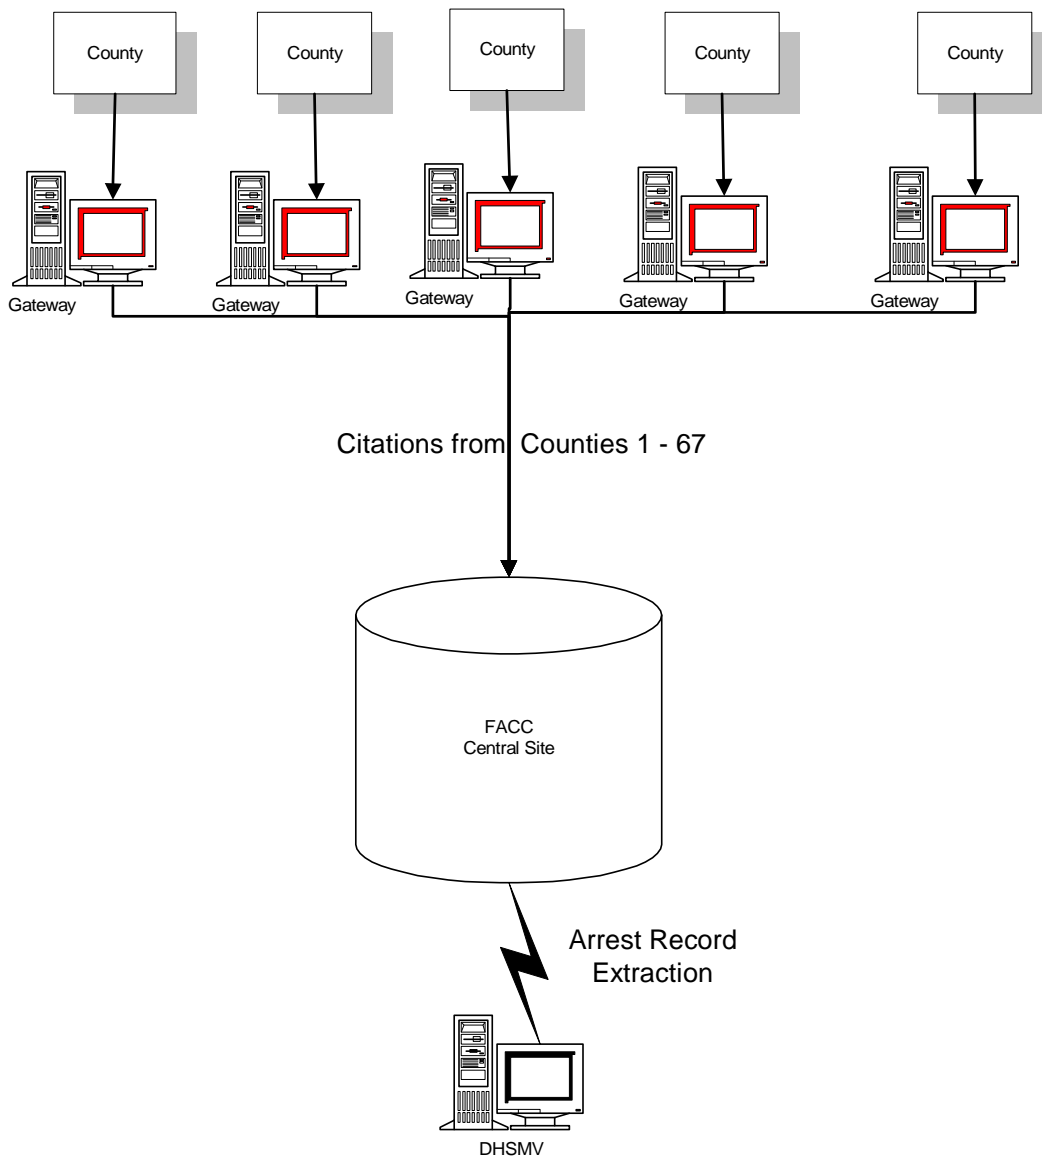 County
County
County
County
County
Gateway
Gateway
Gateway
Gateway
Gateway
Citations from Counties 1 - 67
FACC
Central Site
Arrest Record
Extraction
DHSMV